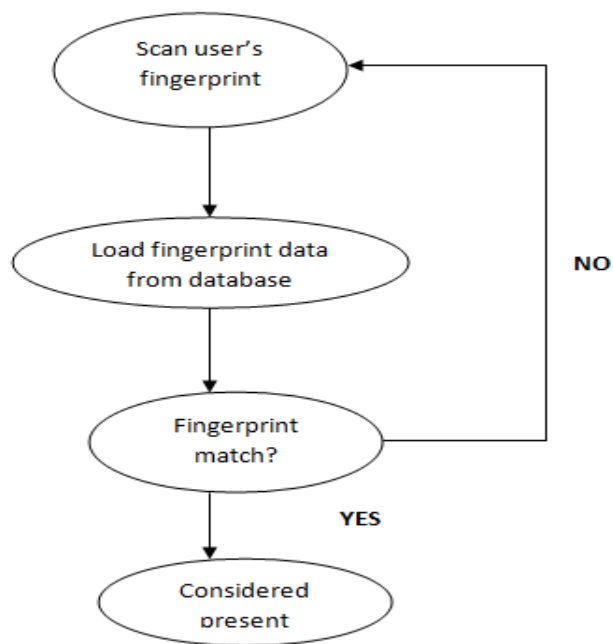 Scan user’s
fingerprint
Load fingerprint data
from database
NO
Fingerprint
match?
YES
Considered
present